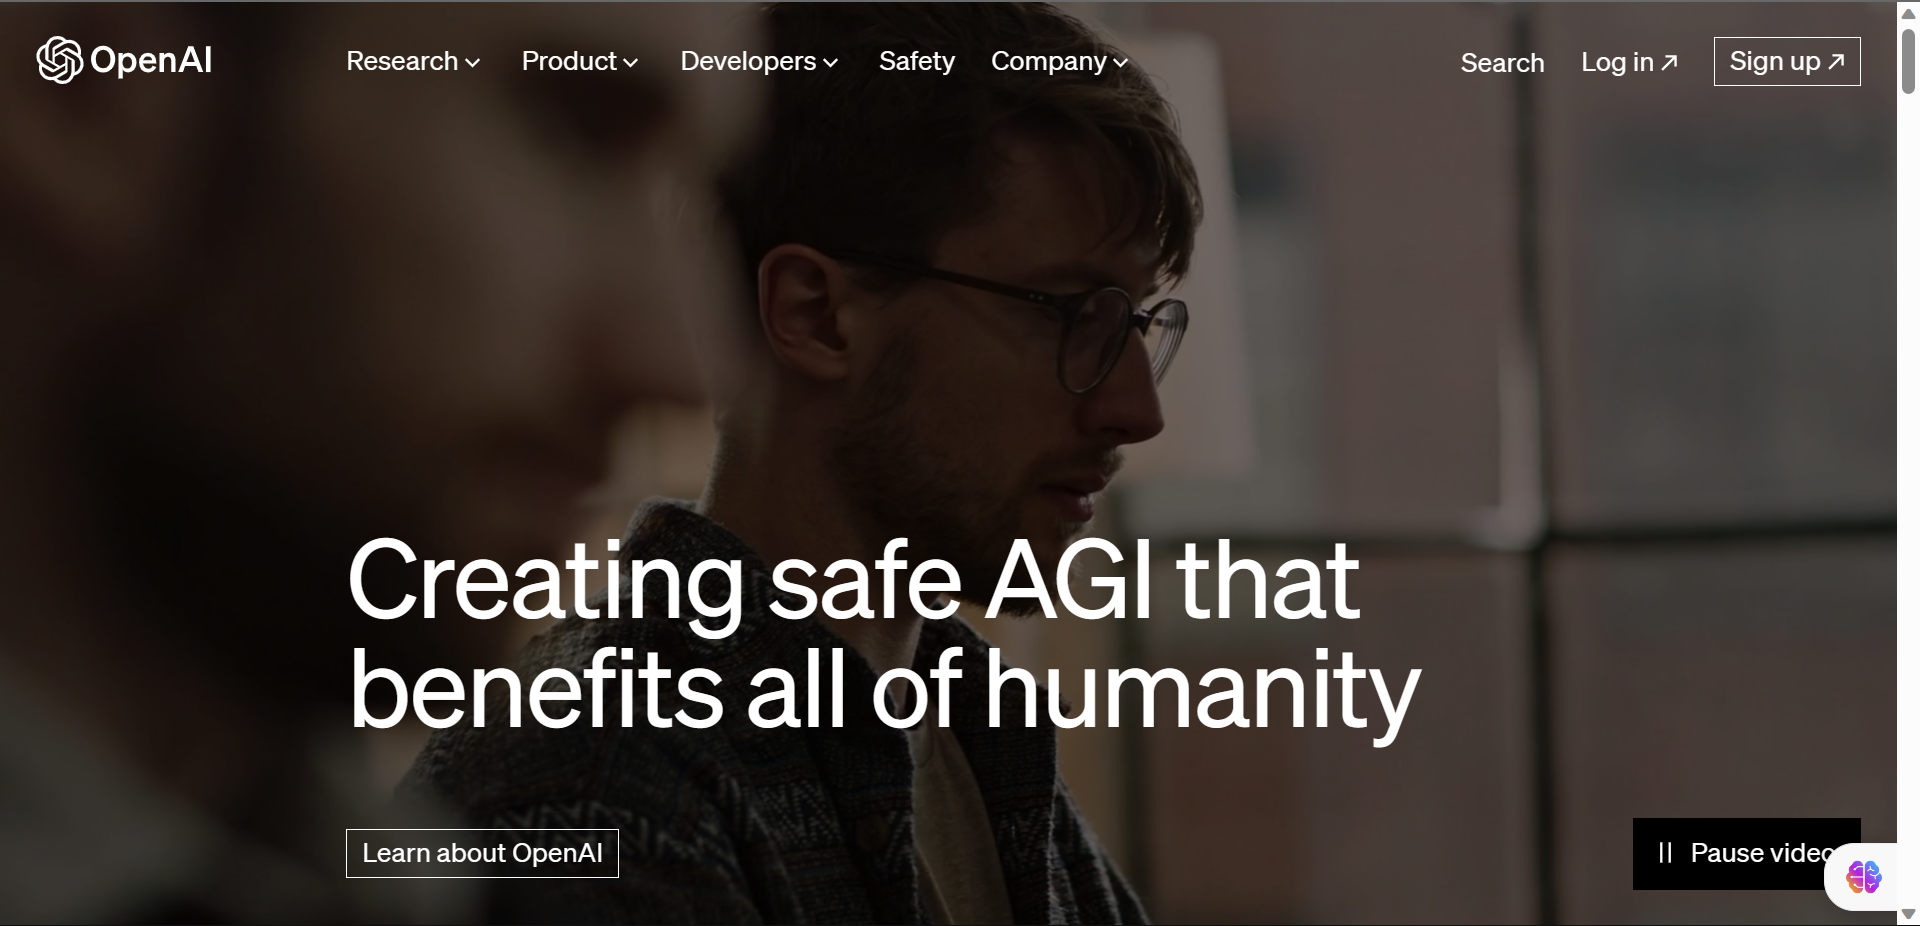 OpenAI
Research
Product
Developers
Safety
Company
Search
Log in
Sign up
Creating safe AGI that
benefits all of humanity
Learn about OpenAI
Pause video